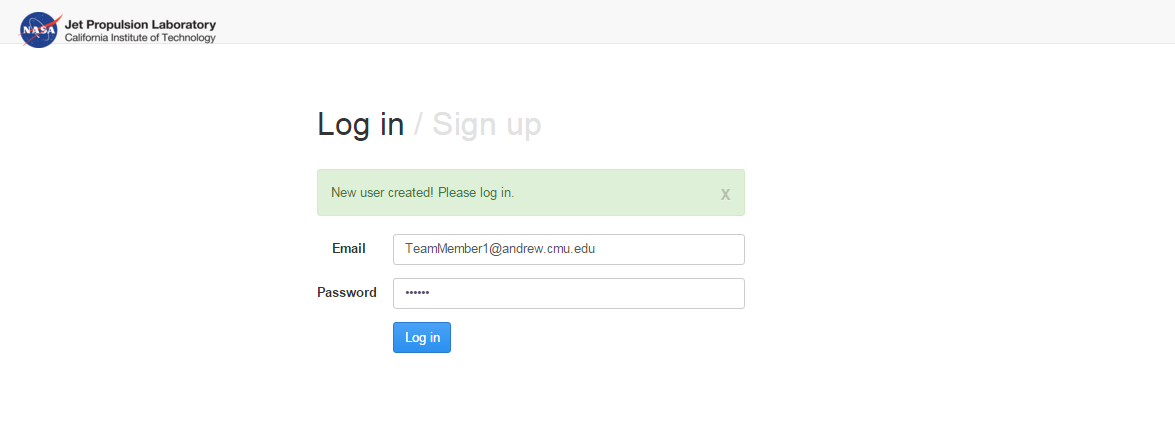 NASA
Jet Propulsion Laboratory
California Institute of Technology
Log in / Sign up
New user created! Please log in. x
Email TeamMember1@andrew.cmu.edu
Password ••••••
Log in